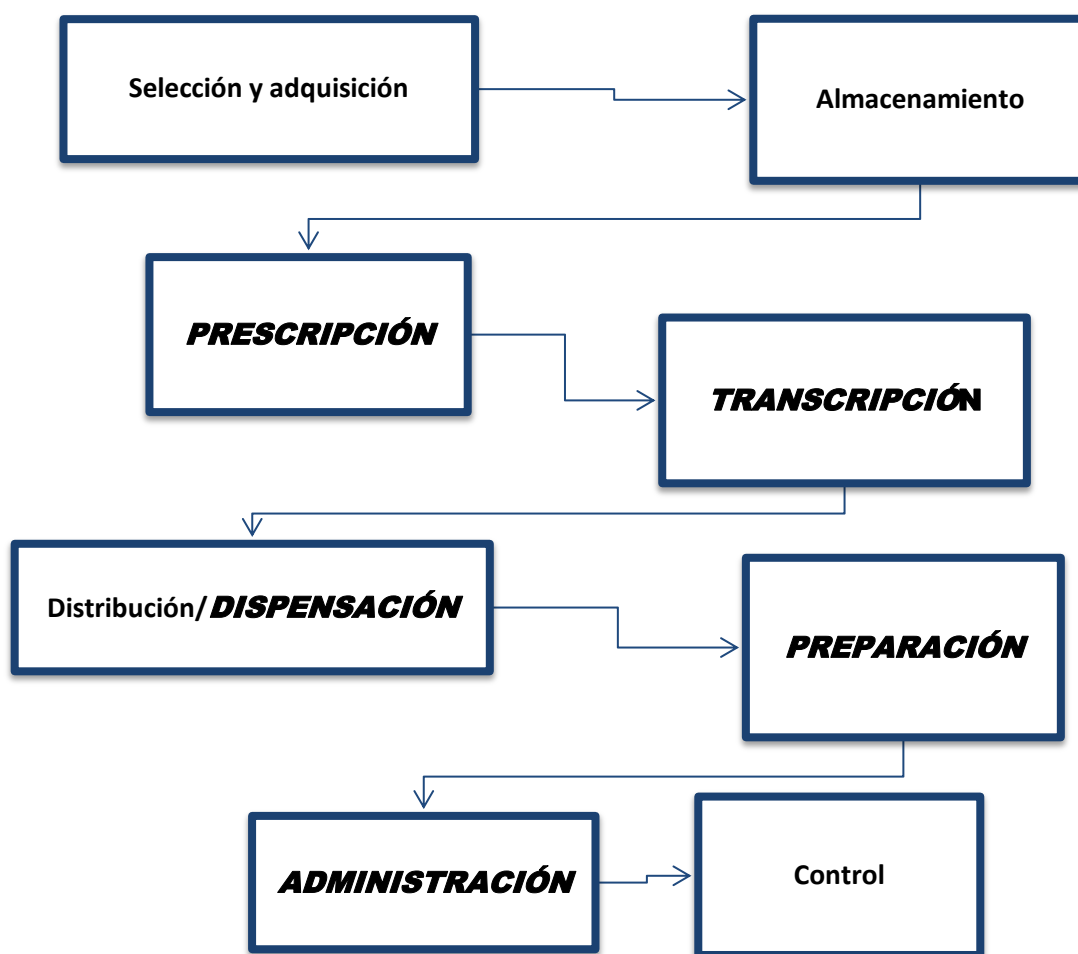 Selección y adquisición
Almacenamiento
PRESCRIPCIÓN
TRANSCRIPCIÓN
Distribución/DISPENSACIÓN
PREPARACIÓN
ADMINISTRACIÓN
Control